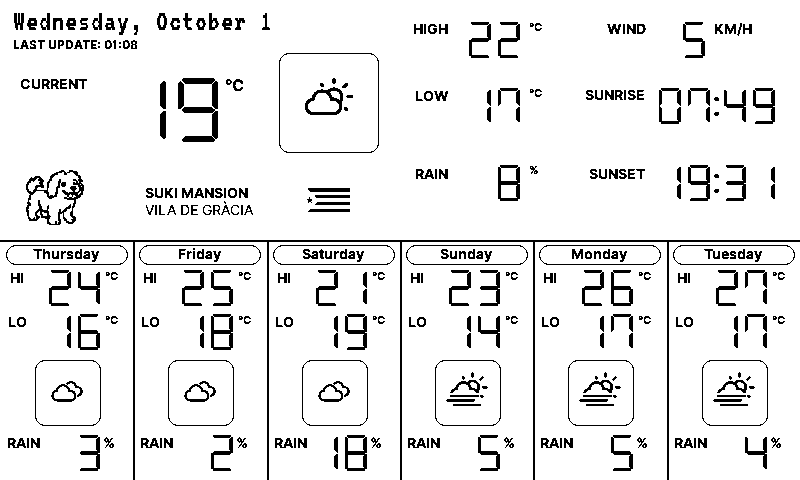 Wednesday, October 1
LAST UPDATE: 01:08
CURRENT 19 °C
HIGH 22 °C
WIND 5 KM/H
LOW 17 °C
SUNRISE 07:49
RAIN 8 %
SUNSET 19:31
SUKI MANSION
VILA DE GRÀCIA
Thursday
HI 24 °C
LO 16 °C
RAIN 3 %
Friday
HI 25 °C
LO 18 °C
RAIN 2 %
Saturday
HI 21 °C
LO 19 °C
RAIN 18 %
Sunday
HI 23 °C
LO 14 °C
RAIN 5 %
Monday
HI 26 °C
LO 17 °C
RAIN 5 %
Tuesday
HI 27 °C
LO 17 °C
RAIN 4 %